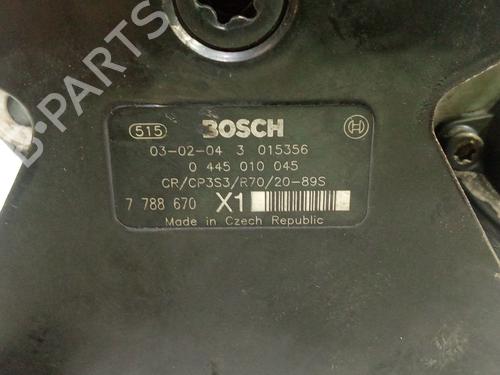 B-PARTS
515 BOSCH
03-02-04 3 015356
0 445 010 045
CR/CP3S3/R70/20-89S
7 788 670 X1
Made in Czech Republic